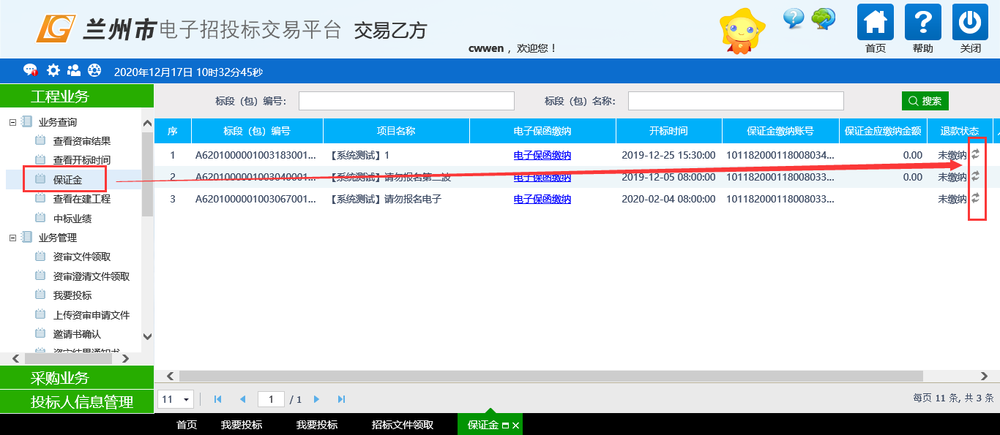 兰州市电子招投标交易平台 交易乙方
cwwen ，欢迎您！
首页 帮助 关闭
2020年12月17日 10时32分45秒
工程业务
业务查询
查看资审结果
查看开标时间
保证金
查看在建工程
中标业绩
业务管理
资审文件领取
资审澄清文件领取
我要投标
上传资审申请文件
邀请书确认
资审结果通知书
采购业务
投标人信息管理
标段（包）编号： 标段（包）名称： 搜索
序 标段（包）编号 项目名称 电子保函缴纳 开标时间 保证金缴纳账号 保证金应缴纳金额 退款状态
1 A6201000001003183001... 【系统测试】1 电子保函缴纳 2019-12-25 15:30:00 101182000118008034... 0.00 未缴纳
2 A6201000001003040001... 【系统测试】请勿报名第二波 电子保函缴纳 2019-12-05 08:00:00 101182000118008033... 0.00 未缴纳
3 A6201000001003067001... 【系统测试】请勿报名电子 电子保函缴纳 2020-02-04 08:00:00 101182000118008033... 未缴纳
11 1 / 1 每页 11 条, 共 3 条
首页 我要投标 我要投标 招标文件领取 保证金